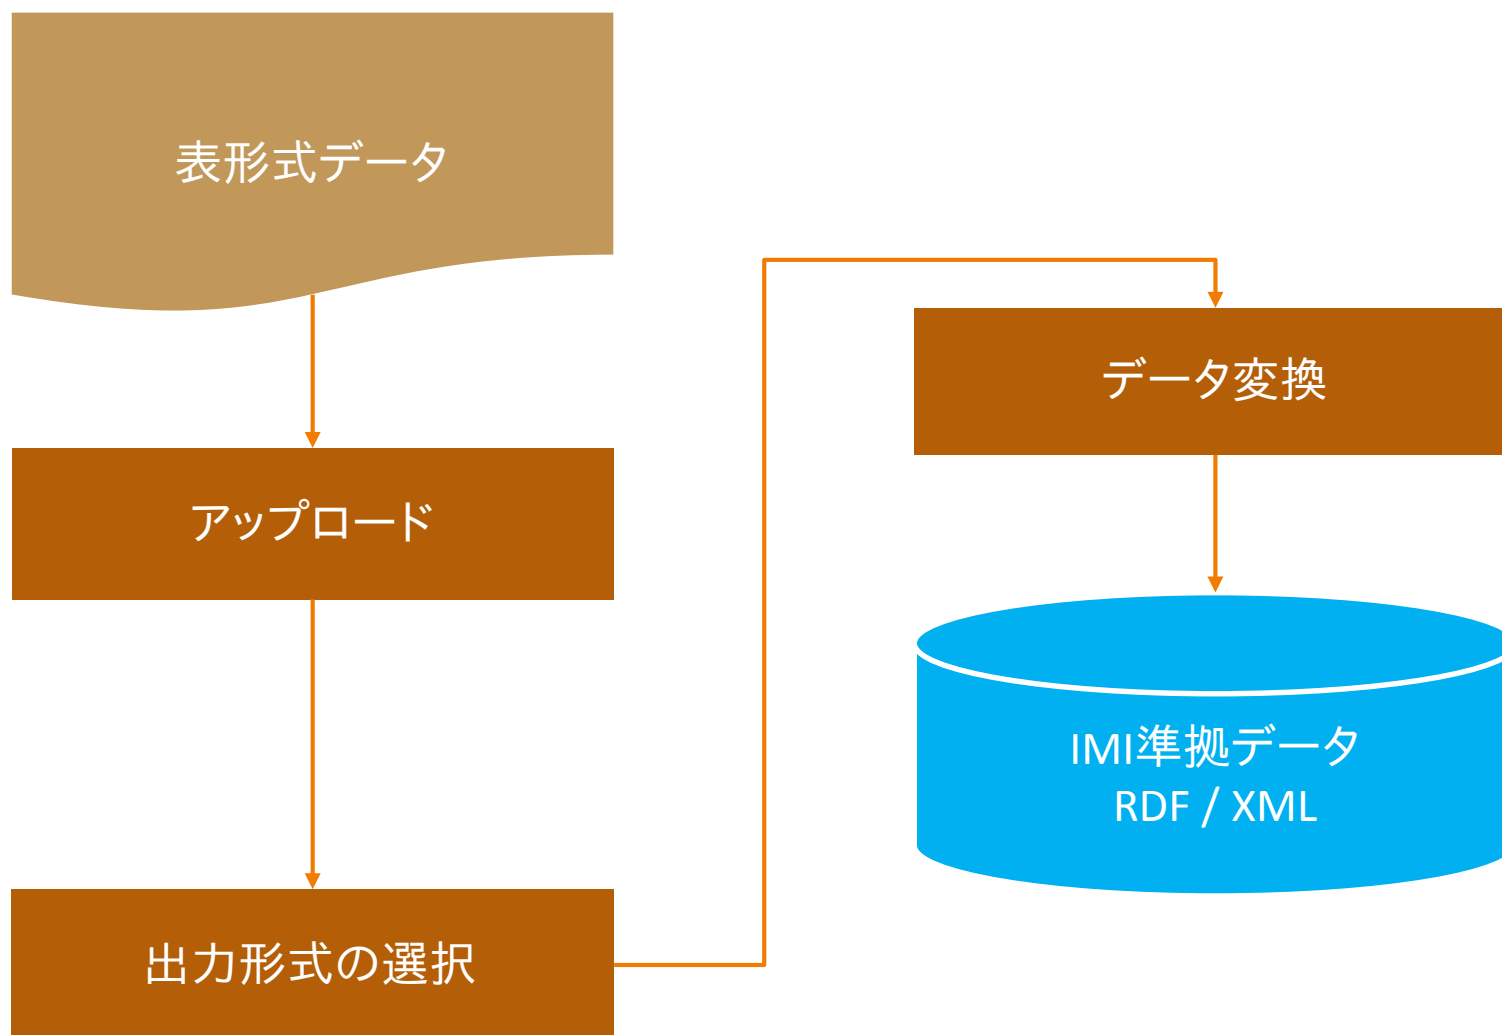 表形式データ
アップロード
出力形式の選択
データ変換
IMI準拠データ
RDF / XML